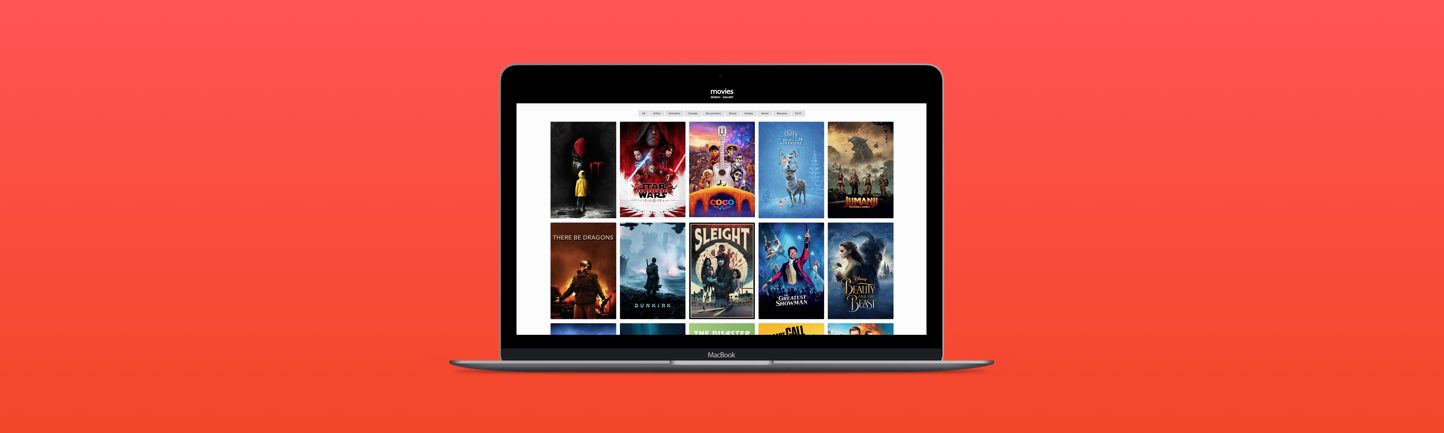 movies
SEARCH GALLERY
All Action Animation Comedy Documentary Drama Fantasy Horror Romance Sci-Fi
IT
STAR
WARS
COCO
JUMANJI
THERE BE DRAGONS
DUNKIRK
SLEIGHT
THE
GREATEST
SHOWMAN
Disney
BEAUTY
AND THE
BEAST
THE DISASTER
CALL
MacBook